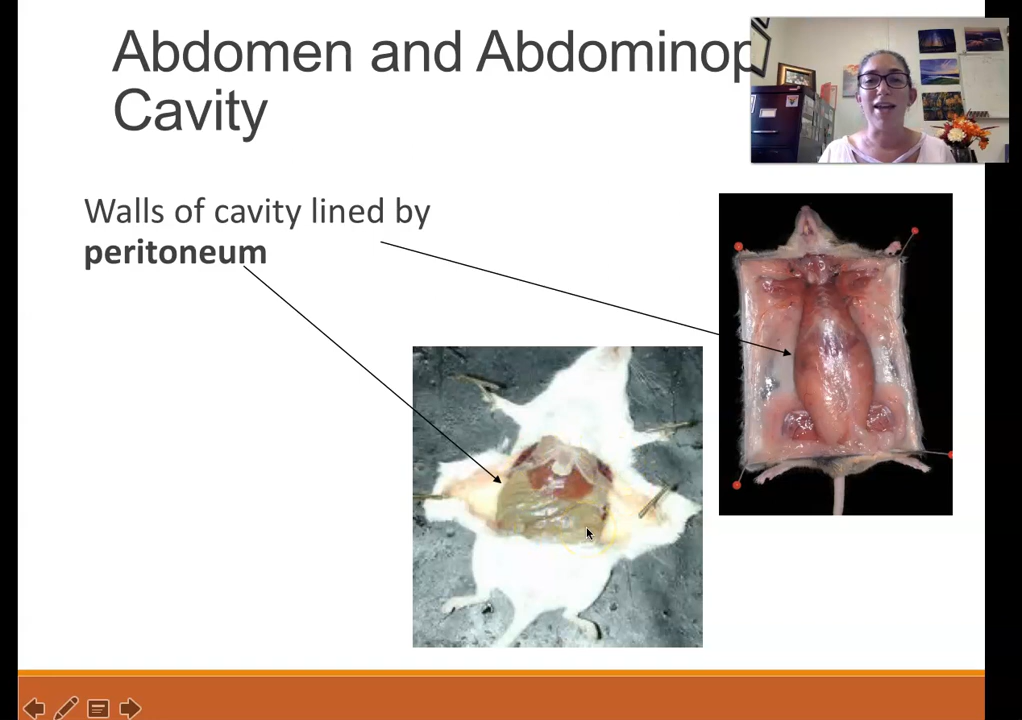 Abdomen and Abdominop
Cavity
Walls of cavity lined by
peritoneum